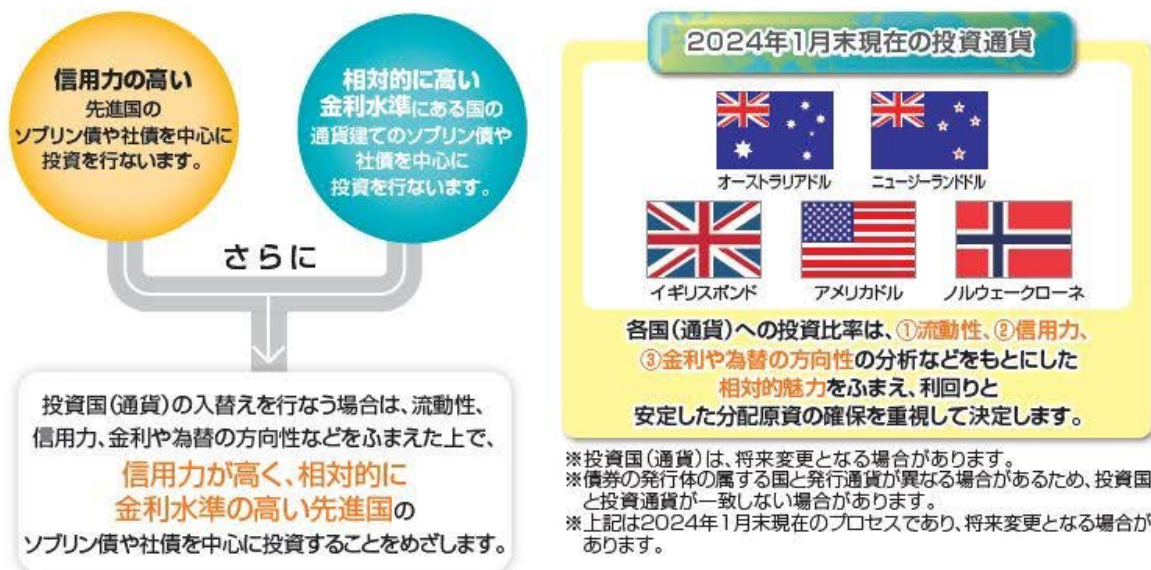 信用力の高い
先進国の
ソブリン債や社債を中心に
投資を行ないます。
相対的に高い
金利水準にある国の
通貨建てのソブリン債や
社債を中心に
投資を行ないます。
さらに
投資国(通貨)の入替えを行なう場合は、流動性、
信用力、金利や為替の方向性などをふまえた上で、
信用力が高く、相対的に
金利水準の高い先進国の
ソブリン債や社債を中心に投資することをめざします。
2024年1月末現在の投資通貨
オーストラリアドル
ニュージーランドドル
イギリスポンド
アメリカドル
ノルウェークローネ
各国(通貨)への投資比率は、①流動性、②信用力、
③金利や為替の方向性の分析などをもとにした
相対的魅力をふまえ、利回りと
安定した分配原資の確保を重視して決定します。
※投資国(通貨)は、将来変更となる場合があります。
※債券の発行体の属する国と発行通貨が異なる場合があるため、投資国
と投資通貨が一致しない場合があります。
※上記は2024年1月末現在のプロセスであり、将来変更となる場合が
あります。